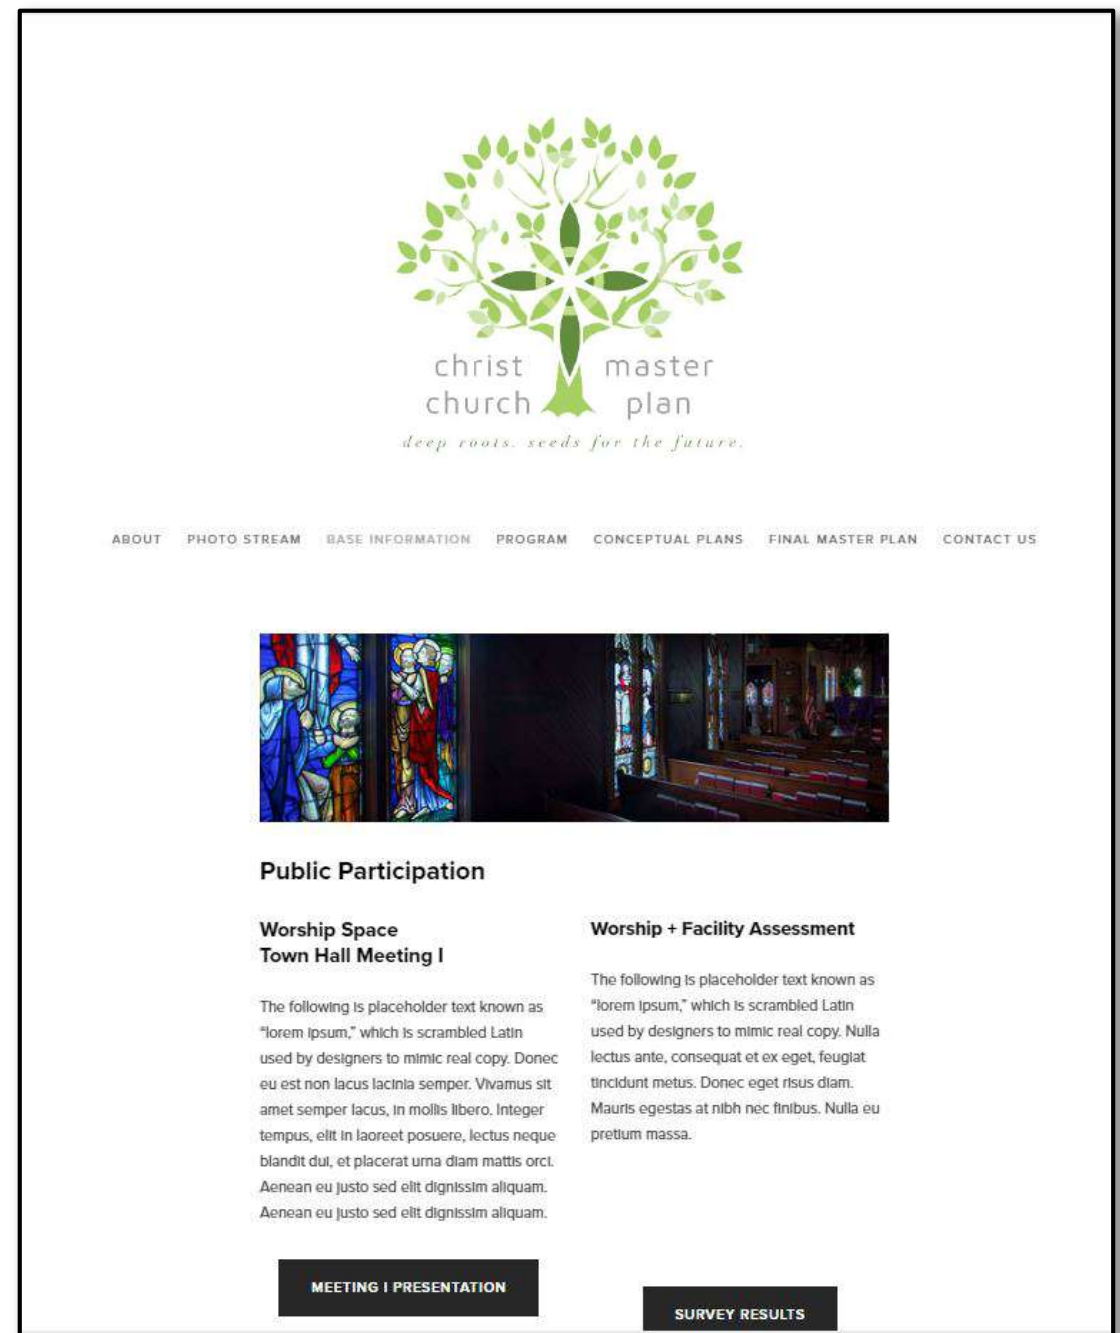 christ master
church plan
deep roots. seeds for the future.
ABOUT PHOTO STREAM BASE INFORMATION PROGRAM CONCEPTUAL PLANS FINAL MASTER PLAN CONTACT US
Public Participation
Worship Space
Town Hall Meeting I
The following is placeholder text known as
“lorem ipsum,” which is scrambled Latin
used by designers to mimic real copy. Donec
eu est non lacus lacinia semper. Vivamus sit
amet semper lacus, in mollis libero. Integer
tempus, elit in laoreet posuere, lectus neque
blandit dui, et placerat urna diam mattis orci.
Aenean eu justo sed elit dignissim aliquam.
Aenean eu justo sed elit dignissim aliquam.
MEETING I PRESENTATION
Worship + Facility Assessment
The following is placeholder text known as
“lorem ipsum,” which is scrambled Latin
used by designers to mimic real copy. Nulla
lectus ante, consequat et ex eget, feugiat
tincidunt metus. Donec eget risus diam.
Mauris egestas at nibh nec finibus. Nulla eu
pretium massa.
SURVEY RESULTS